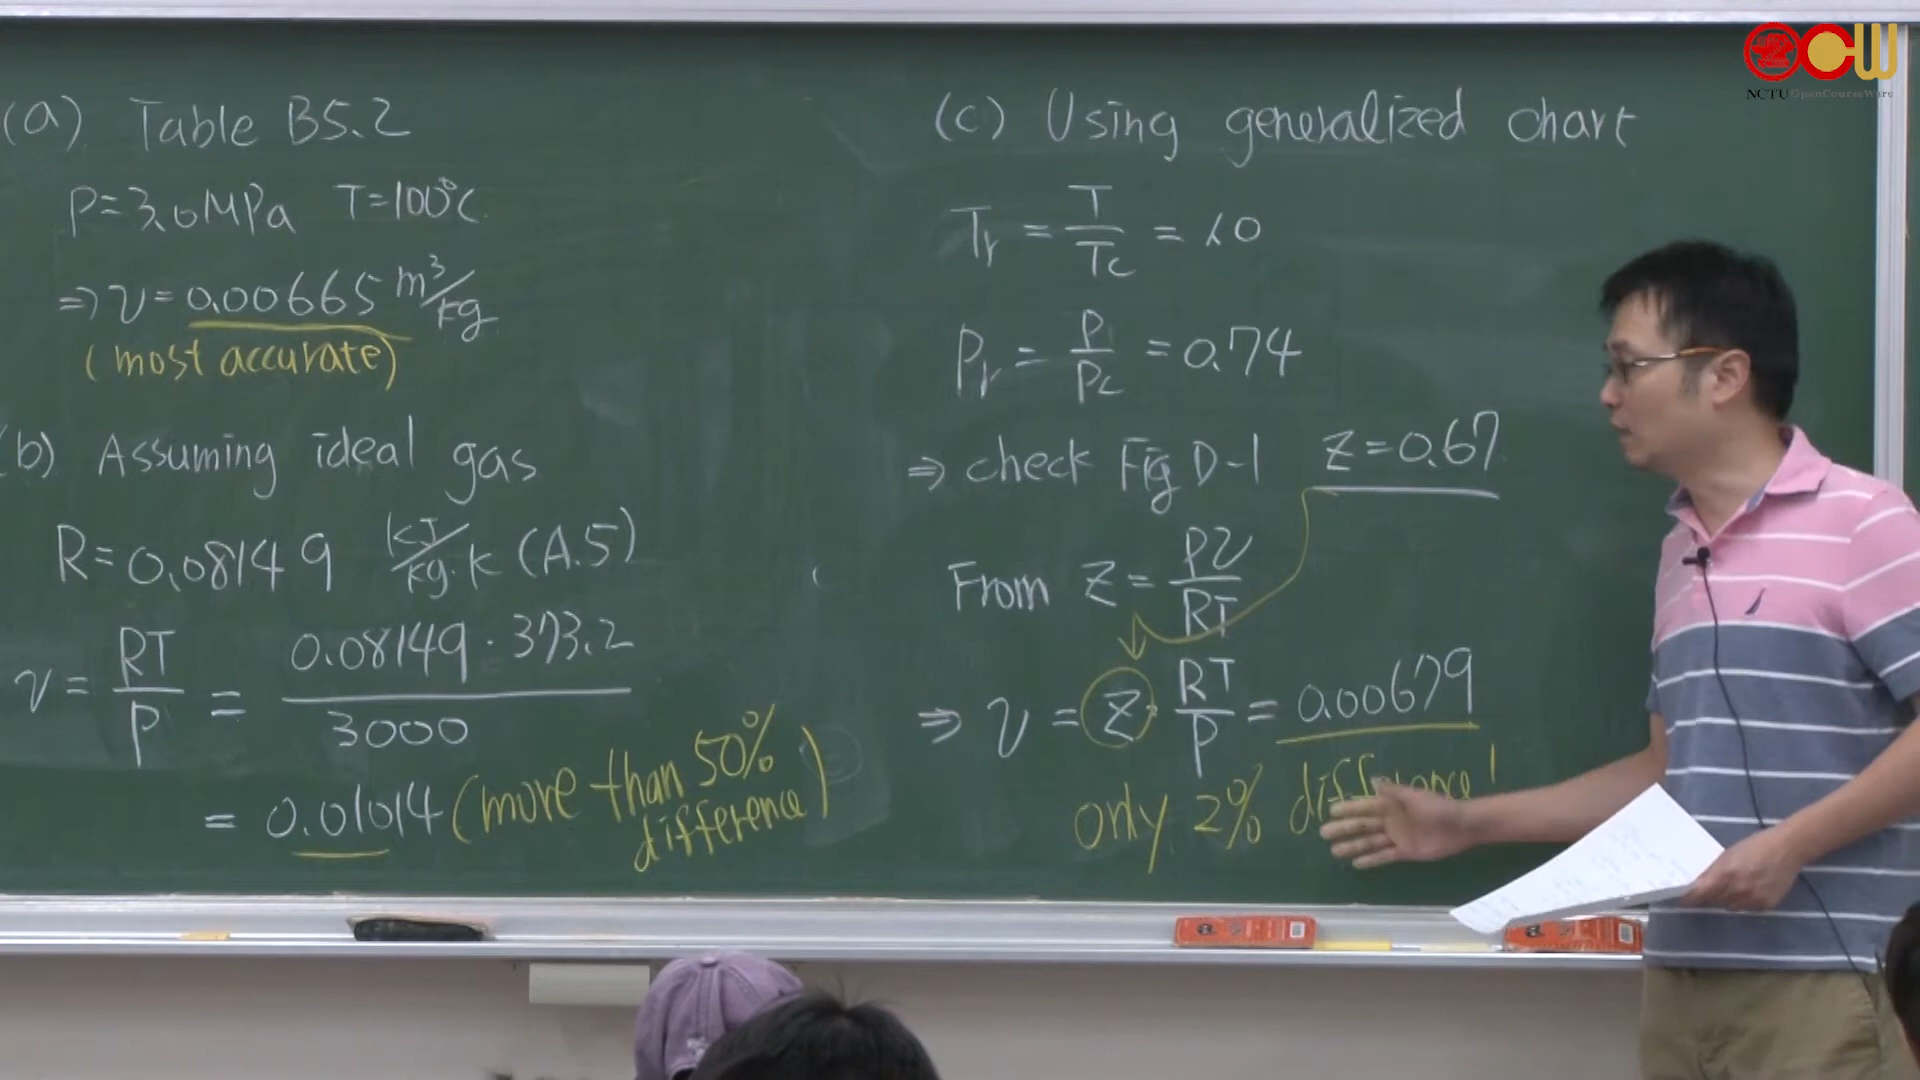 (a) Table B5.2
P=3.0MPa T=100°C
⇒ v=0.00665 m³/kg
(most accurate)
(b) Assuming ideal gas
R=0.08149 kJ/kg·K (A.5)
v = RT/P = 0.08149·373.2/3000
= 0.01014 (more than 50% difference)
(c) Using generalized chart
Tr = T/Tc = 1.0
Pr = P/Pc = 0.74
⇒ check Fig D-1 Z=0.67
From Z = Pv/RT
⇒ v = Z · RT/P = 0.00679
only 2% difference!
NCTU OpenCourseWare